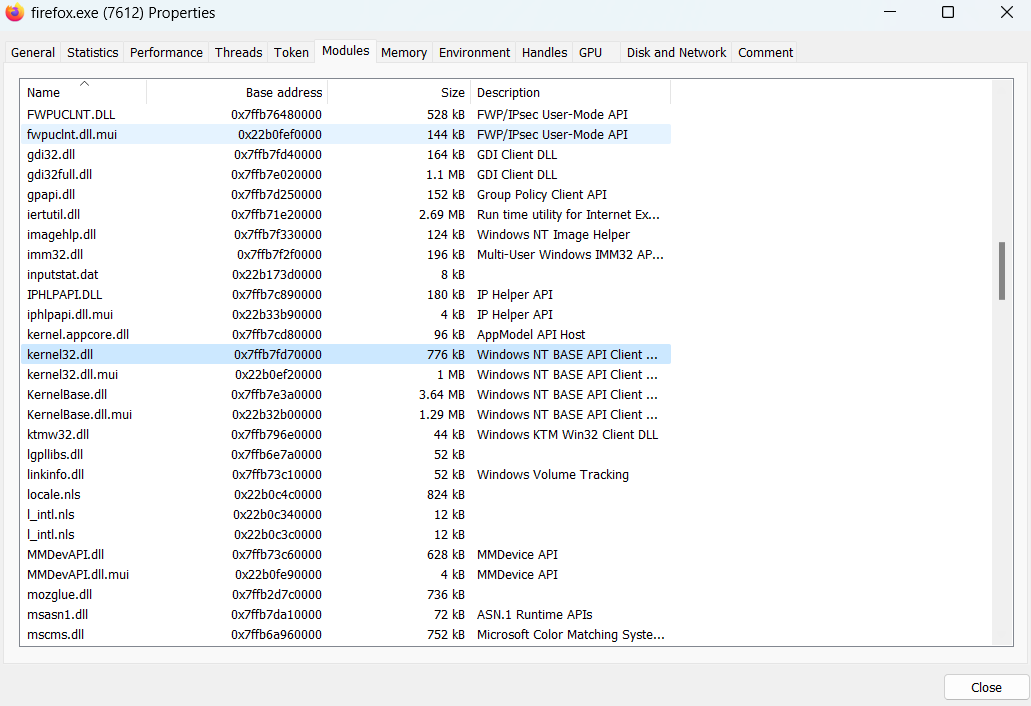 firefox.exe (7612) Properties
General Statistics Performance Threads Token Modules Memory Environment Handles GPU Disk and Network Comment
Name Base address Size Description
FWPUCLNT.DLL 0x7ffb76480000 528 kB FWP/IPsec User-Mode API
fwpuclnt.dll.mui 0x22b0fef0000 144 kB FWP/IPsec User-Mode API
gdi32.dll 0x7ffb7fd40000 164 kB GDI Client DLL
gdi32full.dll 0x7ffb7e020000 1.1 MB GDI Client DLL
gpapi.dll 0x7ffb7d250000 152 kB Group Policy Client API
iertutil.dll 0x7ffb71e20000 2.69 MB Run time utility for Internet Ex...
imagehlp.dll 0x7ffb7f330000 124 kB Windows NT Image Helper
imm32.dll 0x7ffb7f2f0000 196 kB Multi-User Windows IMM32 AP...
inputstat.dat 0x22b173d0000 8 kB
IPHLPAPI.DLL 0x7ffb7c890000 180 kB IP Helper API
iphlpapi.dll.mui 0x22b33b90000 4 kB IP Helper API
kernel.appcore.dll 0x7ffb7cd80000 96 kB AppModel API Host
kernel32.dll 0x7ffb7fd70000 776 kB Windows NT BASE API Client ...
kernel32.dll.mui 0x22b0ef20000 1 MB Windows NT BASE API Client ...
KernelBase.dll 0x7ffb7e3a0000 3.64 MB Windows NT BASE API Client ...
KernelBase.dll.mui 0x22b32b00000 1.29 MB Windows NT BASE API Client ...
ktmw32.dll 0x7ffb796e0000 44 kB Windows KTM Win32 Client DLL
lgpllibs.dll 0x7ffb6e7a0000 52 kB
linkinfo.dll 0x7ffb73c10000 52 kB Windows Volume Tracking
locale.nls 0x22b0c4c0000 824 kB
l_intl.nls 0x22b0c340000 12 kB
l_intl.nls 0x22b0c3c0000 12 kB
MMDevAPI.dll 0x7ffb73c60000 628 kB MMDevice API
MMDevAPI.dll.mui 0x22b0fe90000 4 kB MMDevice API
mozglue.dll 0x7ffb2d7c0000 736 kB
msasn1.dll 0x7ffb7da10000 72 kB ASN.1 Runtime APIs
mscms.dll 0x7ffb6a960000 752 kB Microsoft Color Matching Syste...
Close